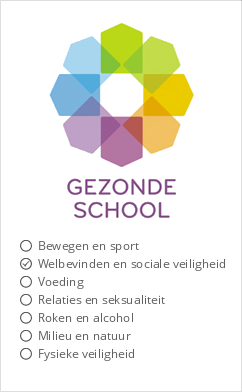 GEZONDE
SCHOOL
Bewegen en sport
Welbevinden en sociale veiligheid
Voeding
Relaties en seksualiteit
Roken en alcohol
Milieu en natuur
Fysieke veiligheid